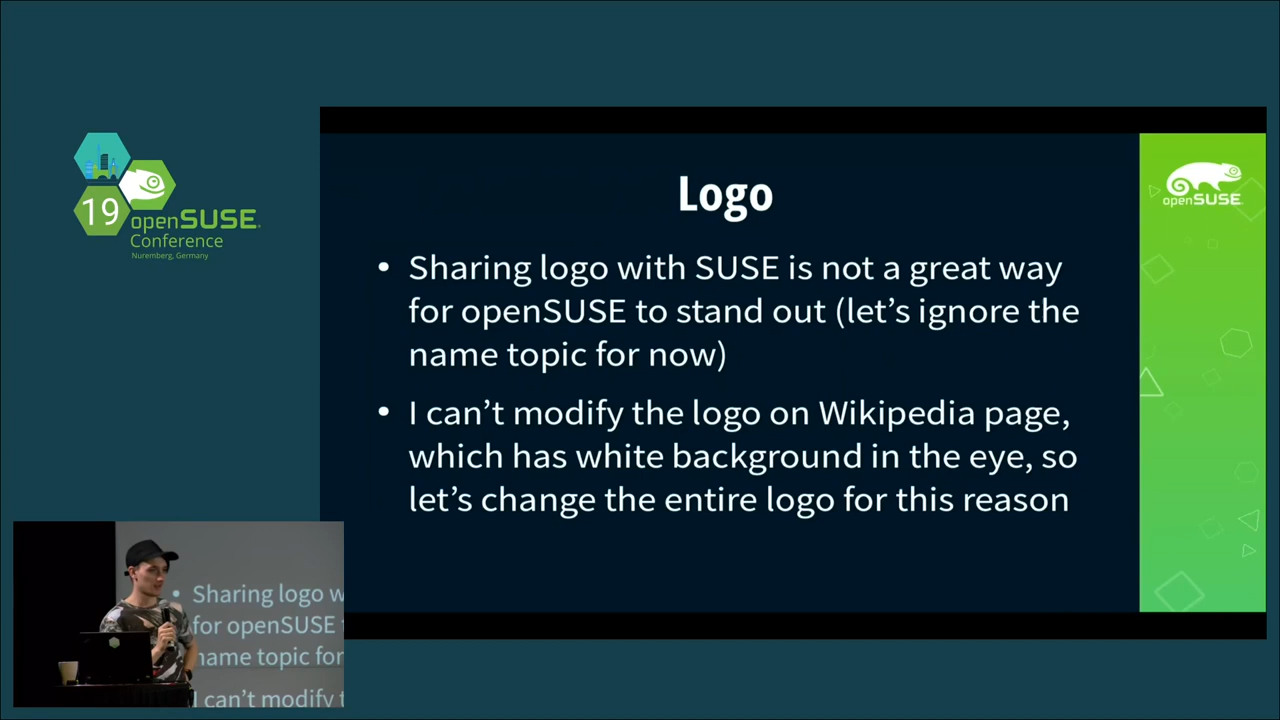 19
openSUSE
Conference
Nuremberg, Germany
Logo
openSUSE
• Sharing logo with SUSE is not a great way
for openSUSE to stand out (let’s ignore the
name topic for now)
• I can’t modify the logo on Wikipedia page,
which has white background in the eye, so
let’s change the entire logo for this reason
• Sharing logo w
for openSUSE
name topic for
I can’t modify t